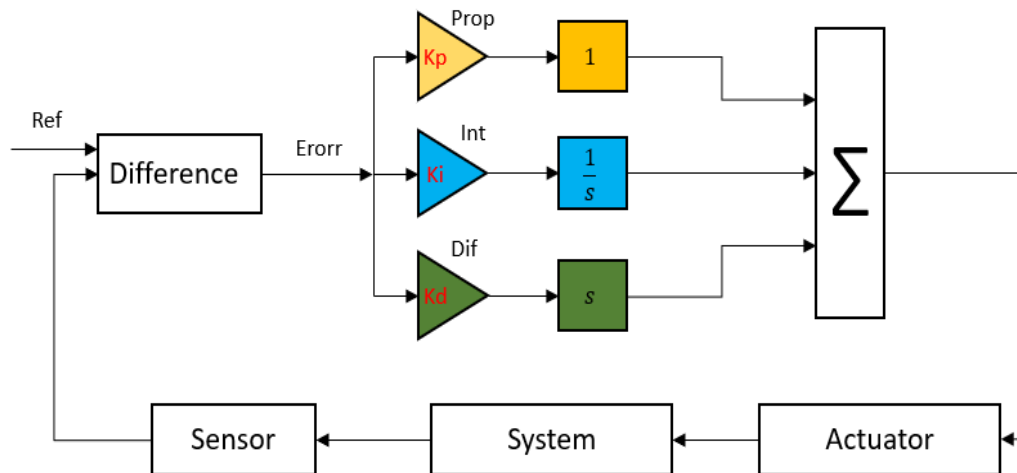 Prop
Kp
1
Ref
Difference
Erorr
Int
Ki
1/s
∑
Dif
Kd
s
Sensor
System
Actuator